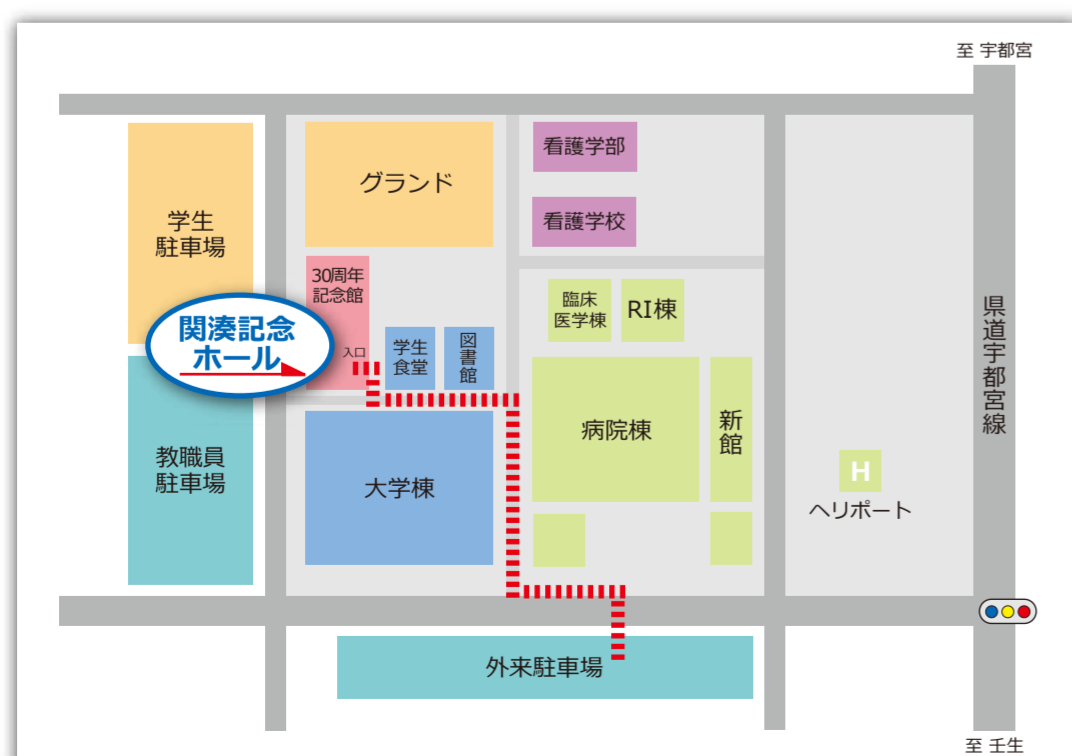 至 宇都宮
看護学部
グランド
学生
駐車場
看護学校
30周年
記念館
臨床
医学棟
RI棟
関湊記念
ホール
入口
学生
食堂
図書館
県道宇都宮線
病院棟
新館
教職員
駐車場
大学棟
H
ヘリポート
外来駐車場
至 壬生